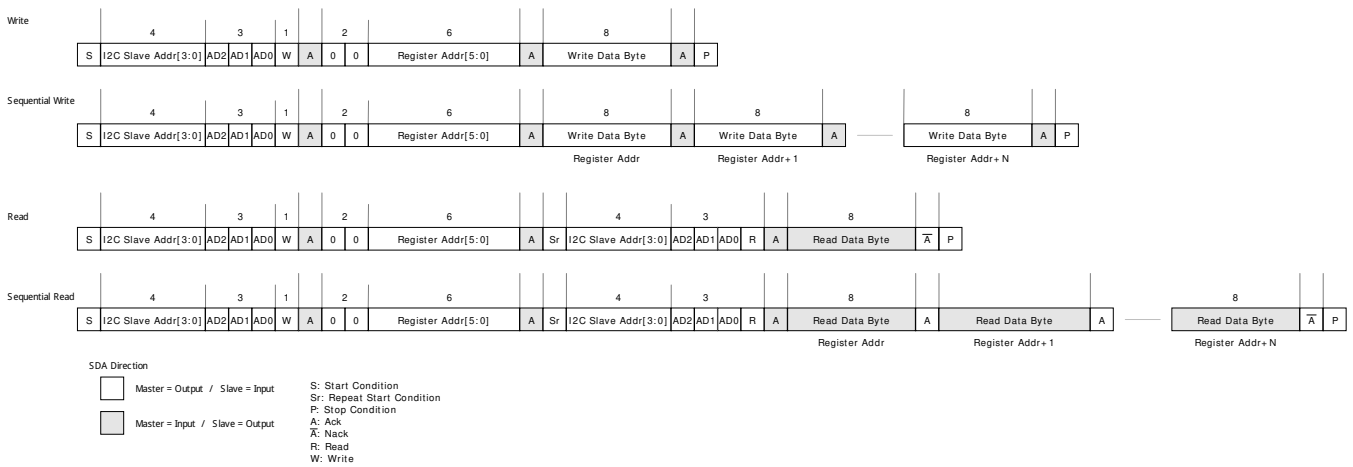 Write
4 3 1 2 6 8
S I2C Slave Addr[3:0] AD2 AD1 AD0 W A 0 0 Register Addr[5:0] A Write Data Byte A P
Sequential Write
4 3 1 2 6 8 8 8
S I2C Slave Addr[3:0] AD2 AD1 AD0 W A 0 0 Register Addr[5:0] A Write Data Byte A Write Data Byte A Write Data Byte A P
Register Addr Register Addr+1 Register Addr+N
Read
4 3 1 2 6 4 3 8
S I2C Slave Addr[3:0] AD2 AD1 AD0 W A 0 0 Register Addr[5:0] A Sr I2C Slave Addr[3:0] AD2 AD1 AD0 R A Read Data Byte A̅ P
Sequential Read
4 3 1 2 6 4 3 8 8
S I2C Slave Addr[3:0] AD2 AD1 AD0 W A 0 0 Register Addr[5:0] A Sr I2C Slave Addr[3:0] AD2 AD1 AD0 R A Read Data Byte A Read Data Byte A Read Data Byte A̅ P
Register Addr Register Addr+1 Register Addr+N
SDA Direction
Master = Output / Slave = Input
Master = Input / Slave = Output
S: Start Condition
Sr: Repeat Start Condition
P: Stop Condition
A: Ack
A̅: Nack
R: Read
W: Write